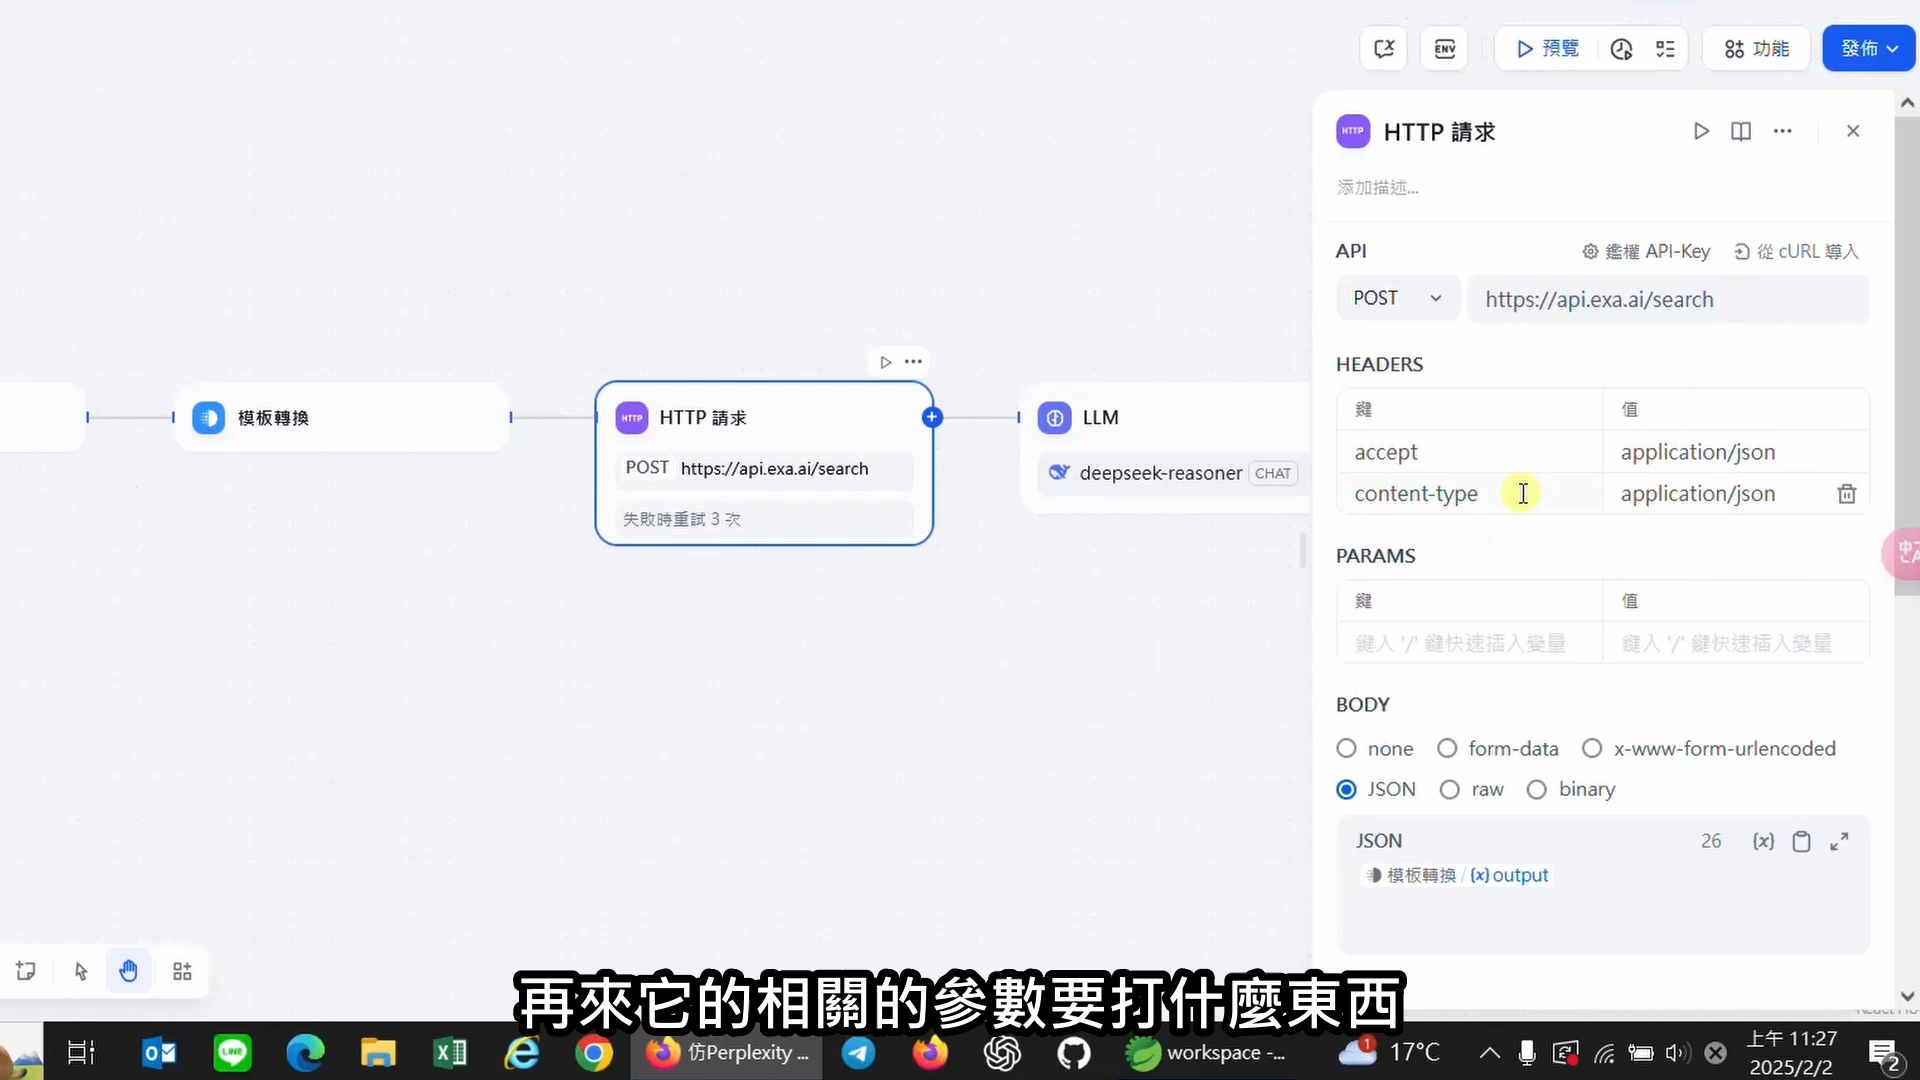 ENV
預覽
功能
發佈
HTTP
HTTP 請求
添加描述...
API
鑑權 API-Key
從 cURL 導入
POST
https://api.exa.ai/search
HEADERS
鍵
值
accept
application/json
content-type
application/json
PARAMS
鍵
值
鍵入 '/' 鍵快速插入變量
鍵入 '/' 鍵快速插入變量
BODY
none
form-data
x-www-form-urlencoded
JSON
raw
binary
JSON
26
{x}
模板轉換 / {x} output
模板轉換
HTTP
HTTP 請求
POST
https://api.exa.ai/search
失敗時重試 3 次
LLM
deepseek-reasoner
CHAT
再來它的相關的參數要打什麼東西
LINE
仿Perplexity ...
workspace -...
1
17°C
上午 11:27
2025/2/2
2